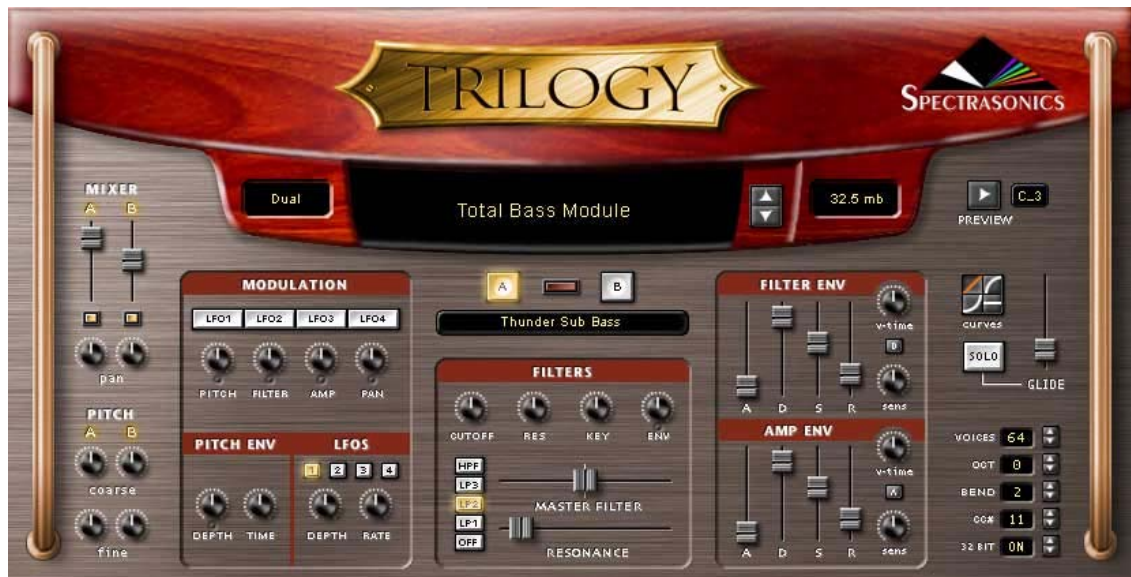 TRILOGY
SPECTRASONICS
Dual
Total Bass Module
32.5 mb
C_3
PREVIEW
MIXER
A B
pan
PITCH
A B
coarse
fine
MODULATION
LFO1 LFO2 LFO3 LFO4
PITCH FILTER AMP PAN
PITCH ENV
DEPTH TIME
LFOS
1 2 3 4
DEPTH RATE
A B
Thunder Sub Bass
FILTERS
CUTOFF RES KEY ENV
HPF
LP3
LP2
LP1
OFF
MASTER FILTER
RESONANCE
FILTER ENV
v-time
D
sens
A D S R
AMP ENV
v-time
A
sens
A D S R
curves
SOLO
GLIDE
VOICES 64
OCT 0
BEND 2
CC# 11
32 BIT ON